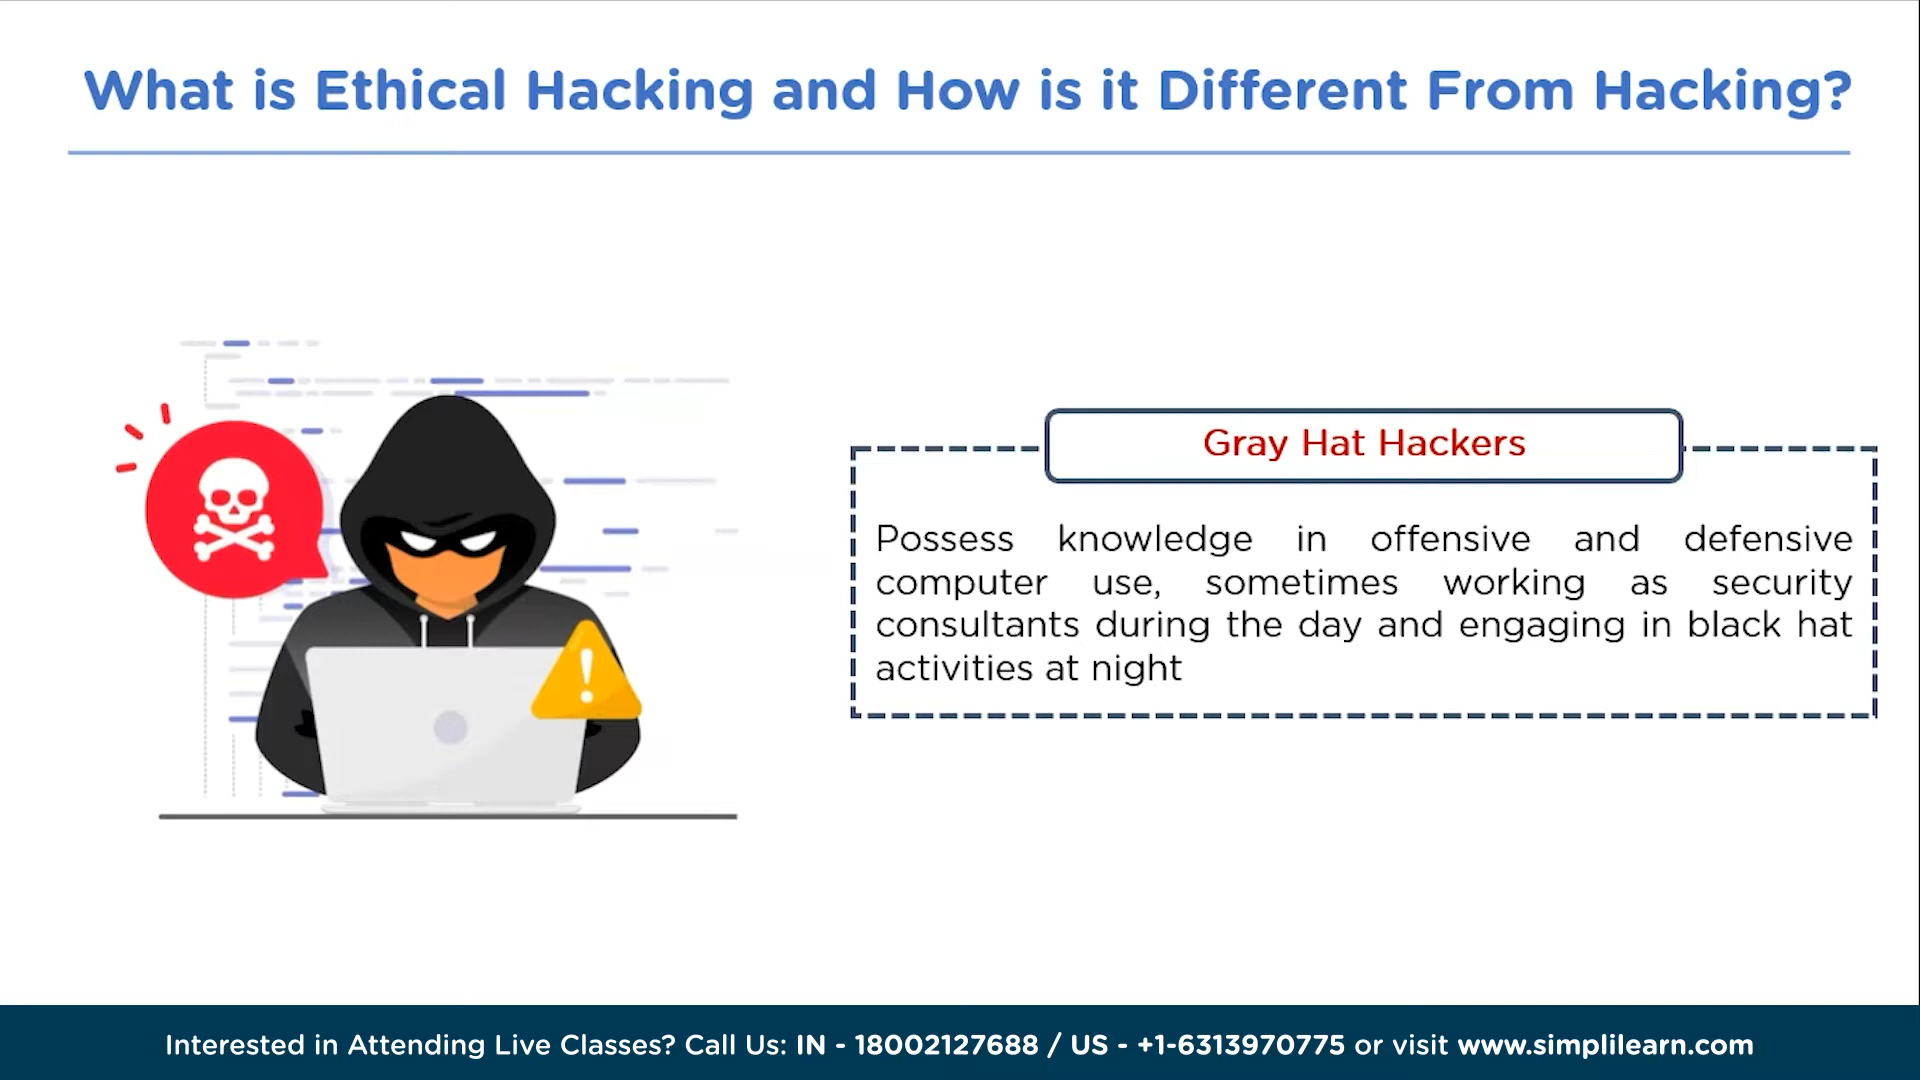 What is Ethical Hacking and How is it Different From Hacking?
Gray Hat Hackers
Possess knowledge in offensive and defensive
computer use, sometimes working as security
consultants during the day and engaging in black hat
activities at night
Interested in Attending Live Classes? Call Us: IN - 18002127688 / US - +1-6313970775 or visit www.simplilearn.com